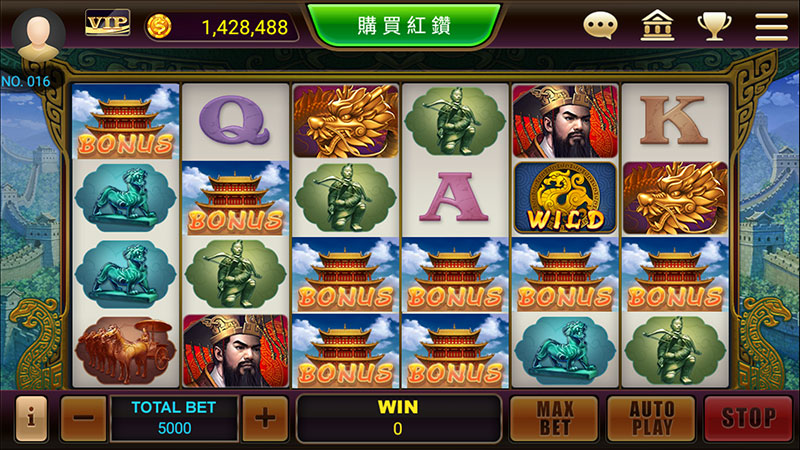 VIP
1,428,488
購買紅鑽
NO. 016
BONUS
Q
K
BONUS
A
WILD
BONUS BONUS BONUS BONUS
BONUS BONUS
i
TOTAL BET
5000
WIN
0
MAX
BET
AUTO
PLAY
STOP